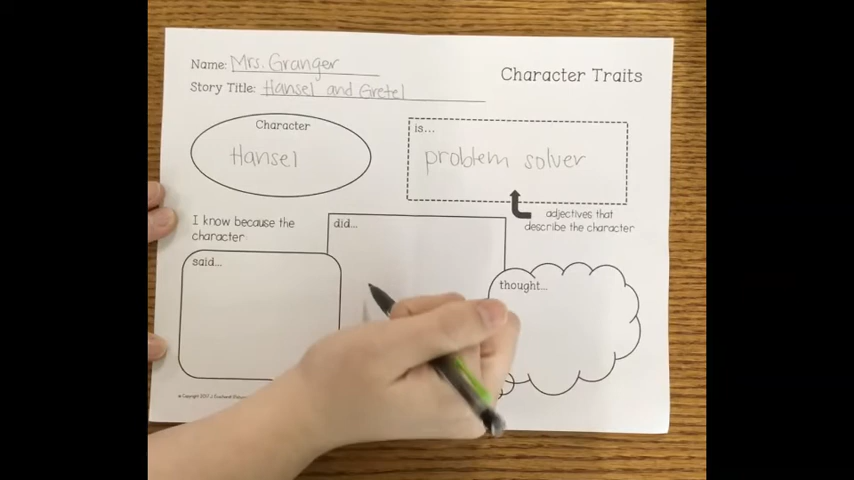 Name: Mrs. Granger
Character Traits
Story Title: Hansel and Gretel
Character
Hansel
is...
problem solver
adjectives that
describe the character
I know because the
character
did...
said...
thought...